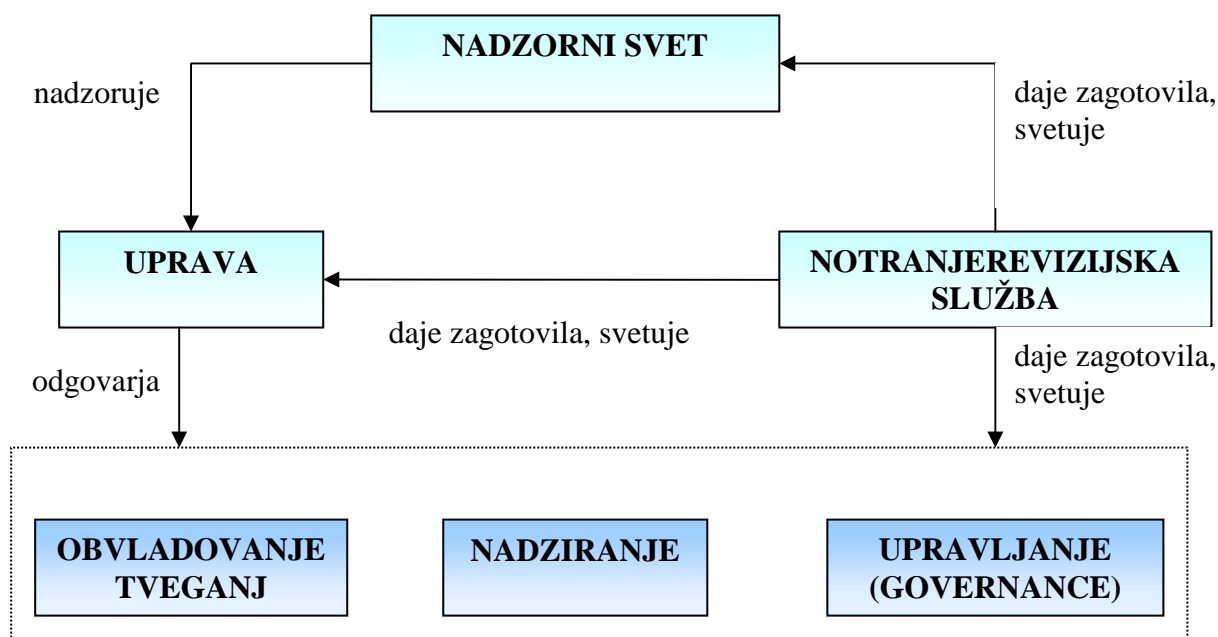 NADZORNI SVET
nadzoruje
daje zagotovila,
svetuje
UPRAVA
NOTRANJEREVIZIJSKA
SLUŽBA
daje zagotovila, svetuje
odgovarja
daje zagotovila,
svetuje
OBVLADOVANJE
TVEGANJ
NADZIRANJE
UPRAVLJANJE
(GOVERNANCE)